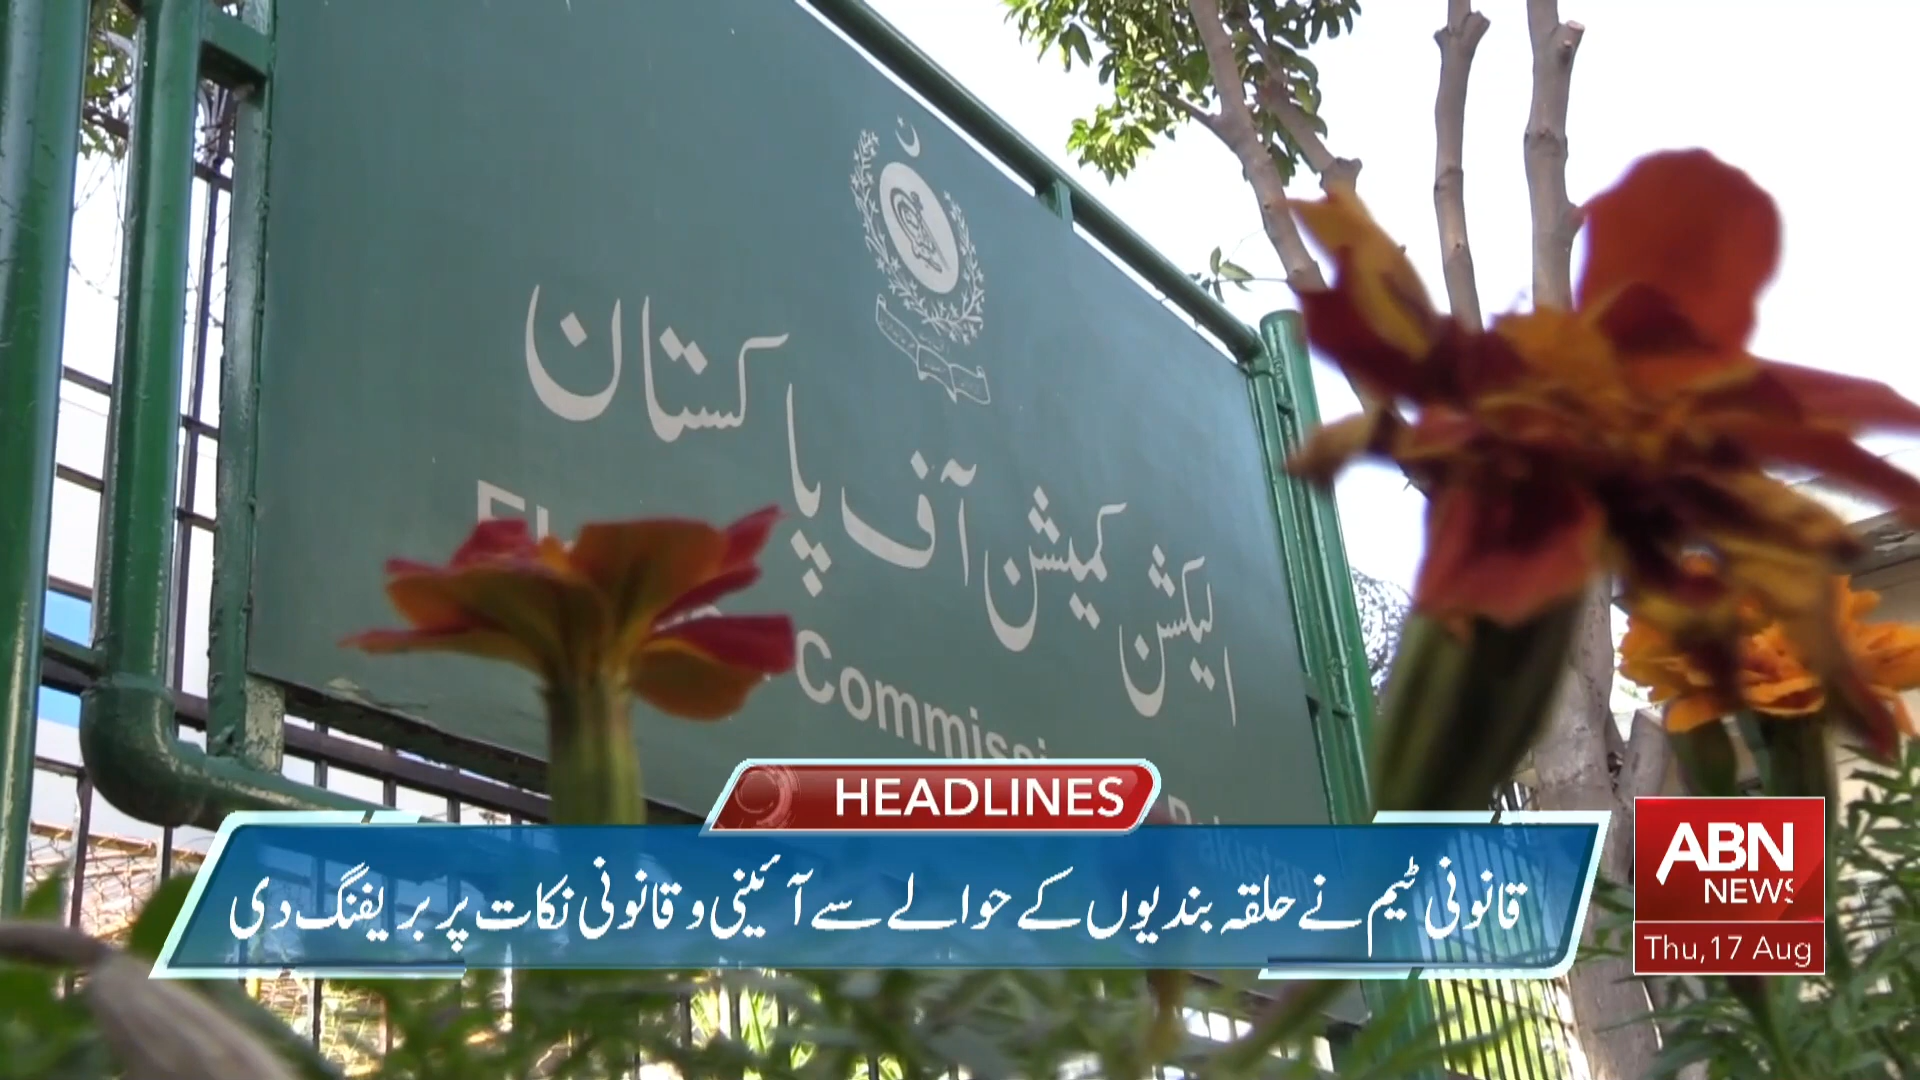 الیکشن کمیشن آف پاکستان
Commissi
HEADLINES
قانونی ٹیم نے حلقہ بندیوں کے حوالے سے آئینی و قانونی نکات پر بریفنگ دی
ABN
NEWS
Thu,17 Aug